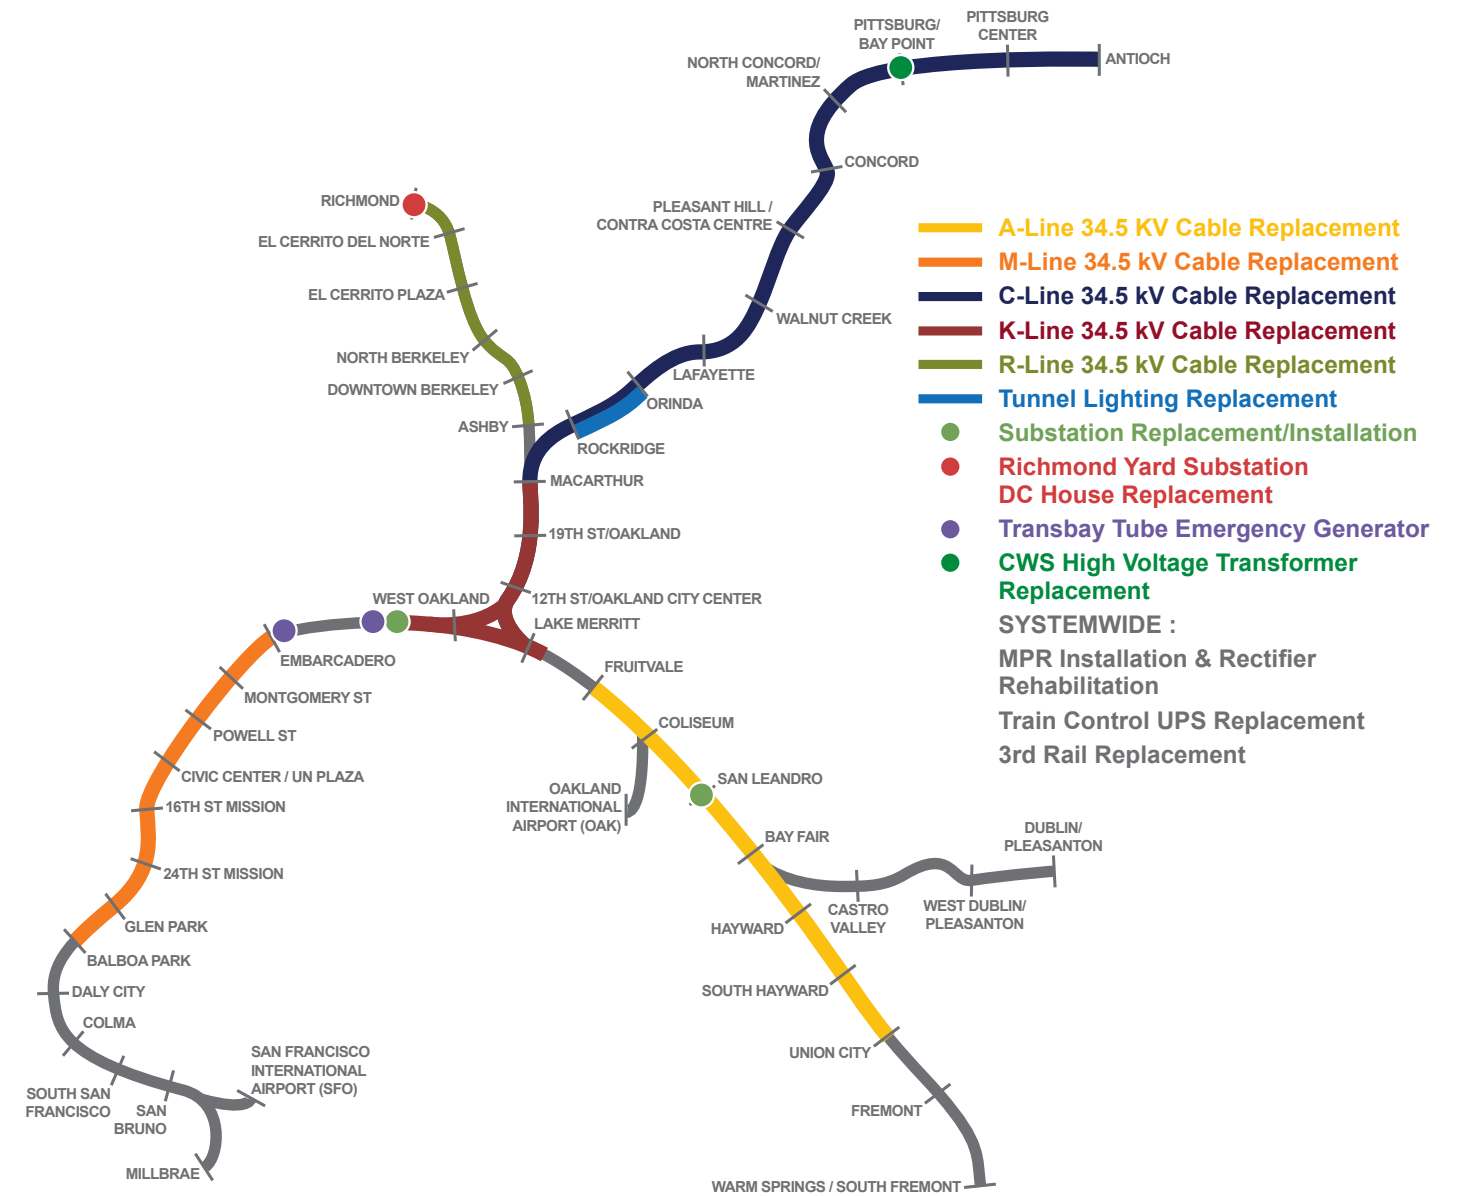 PITTSBURG/
BAY POINT
PITTSBURG
CENTER
ANTIOCH
NORTH CONCORD/
MARTINEZ
CONCORD
PLEASANT HILL /
CONTRA COSTA CENTRE
WALNUT CREEK
LAFAYETTE
ORINDA
ROCKRIDGE
RICHMOND
EL CERRITO DEL NORTE
EL CERRITO PLAZA
NORTH BERKELEY
DOWNTOWN BERKELEY
ASHBY
MACARTHUR
19TH ST/OAKLAND
12TH ST/OAKLAND CITY CENTER
WEST OAKLAND
LAKE MERRITT
FRUITVALE
COLISEUM
OAKLAND
INTERNATIONAL
AIRPORT (OAK)
SAN LEANDRO
BAY FAIR
DUBLIN/
PLEASANTON
WEST DUBLIN/
PLEASANTON
CASTRO
VALLEY
HAYWARD
SOUTH HAYWARD
UNION CITY
FREMONT
WARM SPRINGS / SOUTH FREMONT
EMBARCADERO
MONTGOMERY ST
POWELL ST
CIVIC CENTER / UN PLAZA
16TH ST MISSION
24TH ST MISSION
GLEN PARK
BALBOA PARK
DALY CITY
COLMA
SOUTH SAN
FRANCISCO
SAN
BRUNO
SAN FRANCISCO
INTERNATIONAL
AIRPORT (SFO)
MILLBRAE
A-Line 34.5 KV Cable Replacement
M-Line 34.5 kV Cable Replacement
C-Line 34.5 kV Cable Replacement
K-Line 34.5 kV Cable Replacement
R-Line 34.5 kV Cable Replacement
Tunnel Lighting Replacement
Substation Replacement/Installation
Richmond Yard Substation
DC House Replacement
Transbay Tube Emergency Generator
CWS High Voltage Transformer
Replacement
SYSTEMWIDE :
MPR Installation & Rectifier
Rehabilitation
Train Control UPS Replacement
3rd Rail Replacement